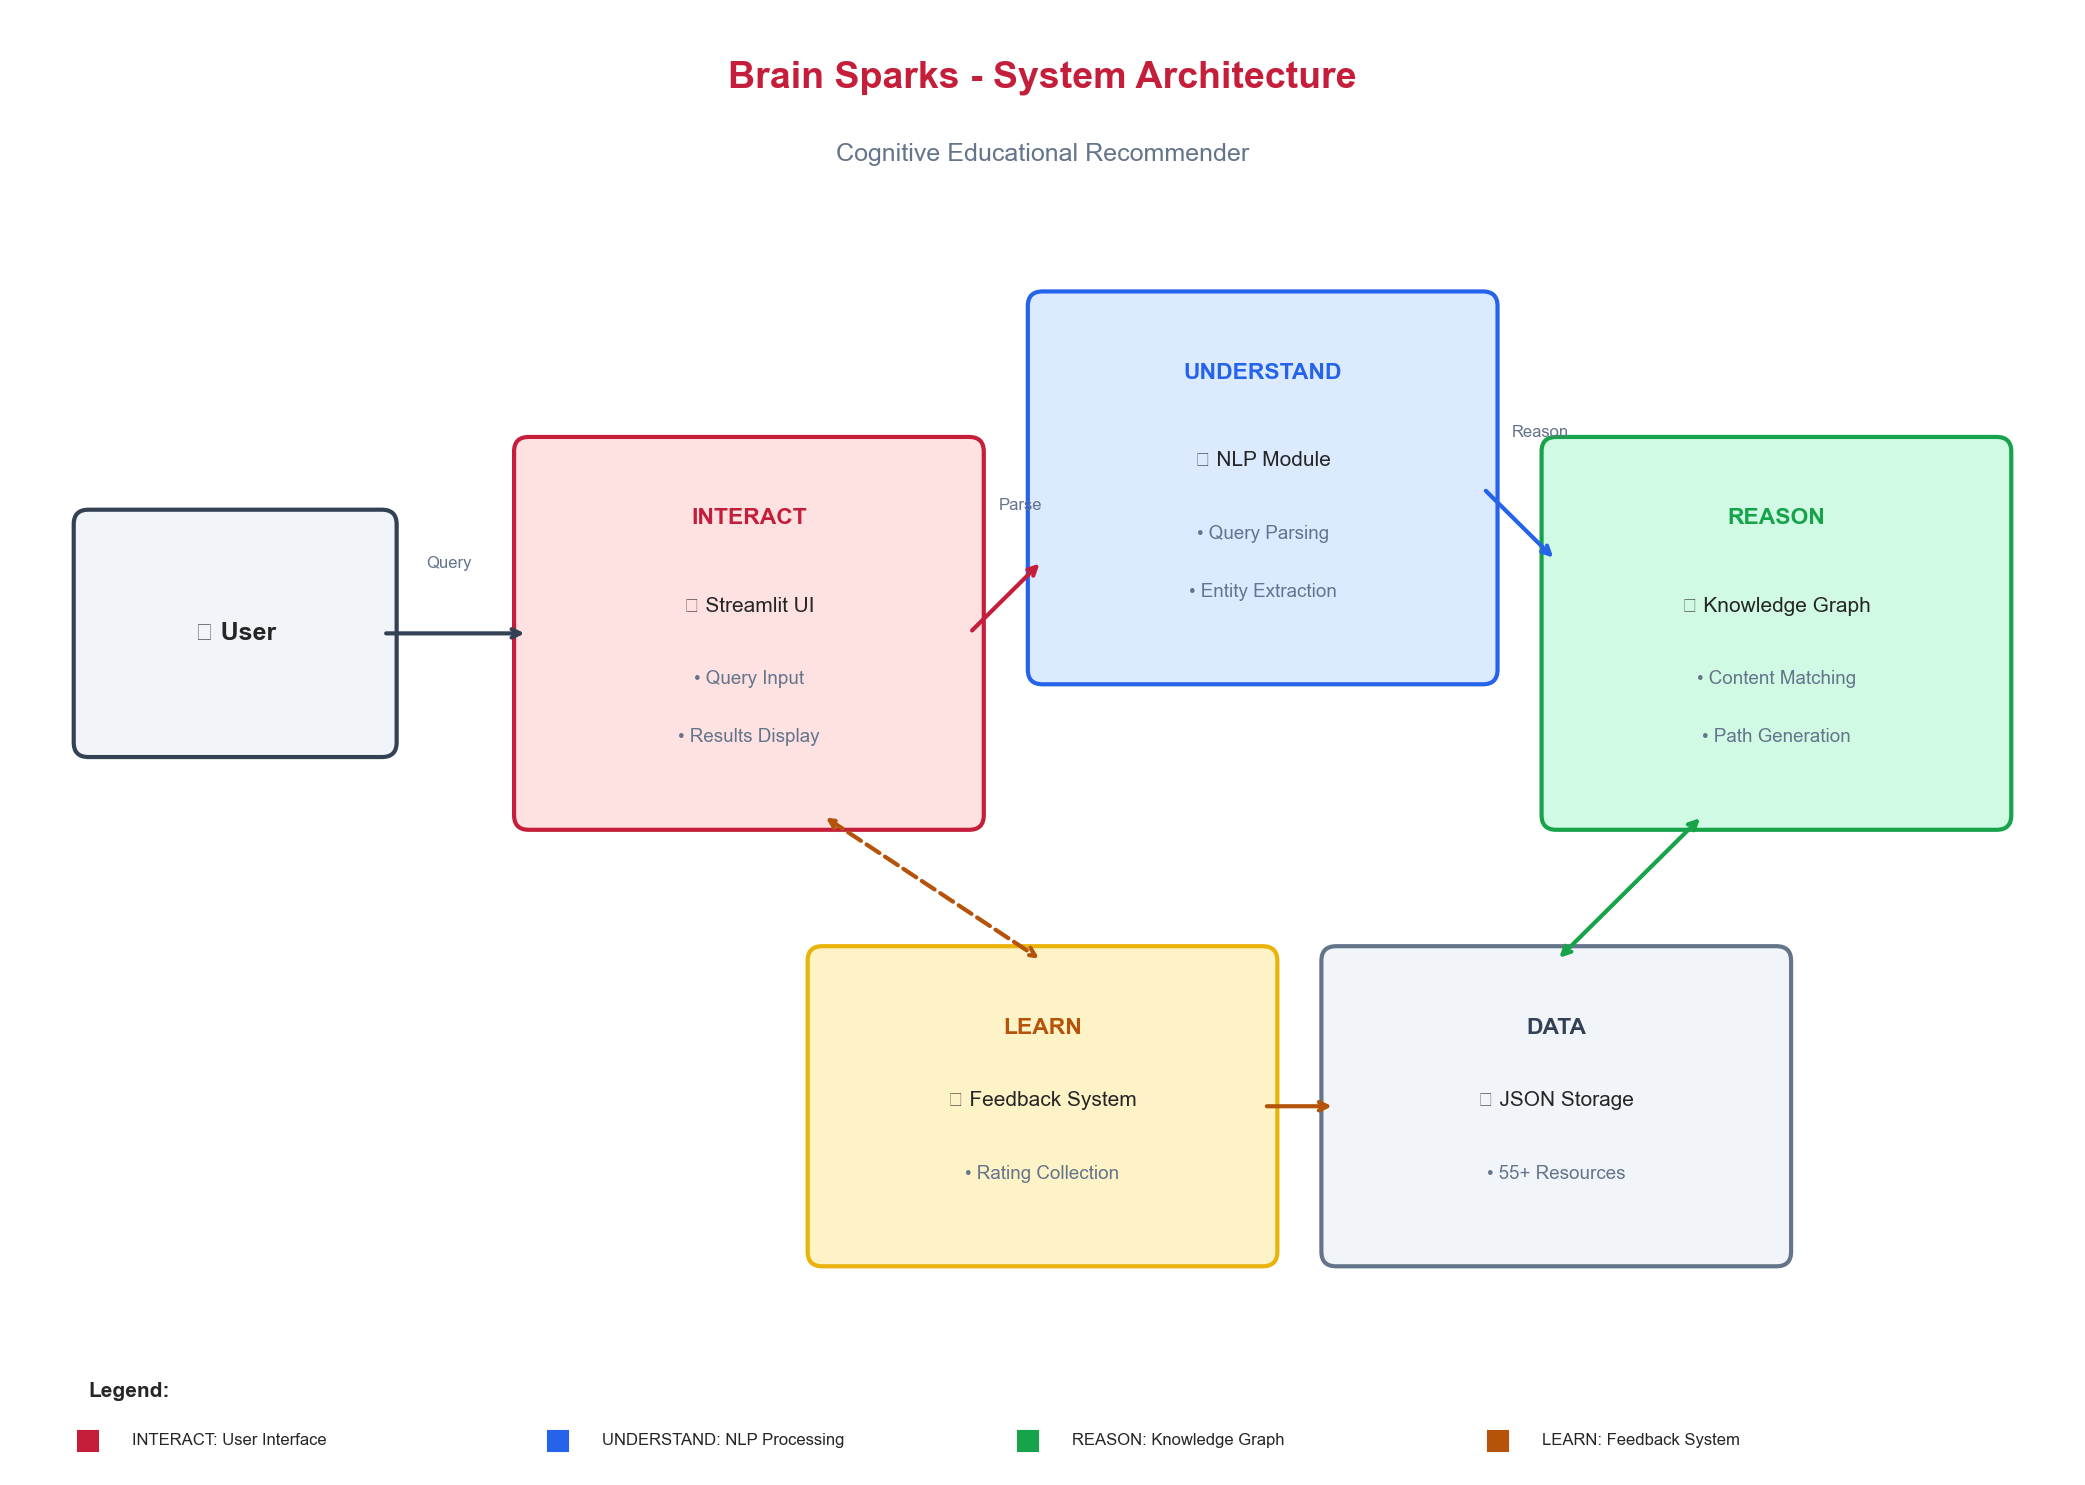 Brain Sparks - System Architecture
Cognitive Educational Recommender
User
Query
INTERACT
Streamlit UI
• Query Input
• Results Display
Parse
UNDERSTAND
NLP Module
• Query Parsing
• Entity Extraction
Reason
REASON
Knowledge Graph
• Content Matching
• Path Generation
LEARN
Feedback System
• Rating Collection
DATA
JSON Storage
• 55+ Resources
Legend:
INTERACT: User Interface
UNDERSTAND: NLP Processing
REASON: Knowledge Graph
LEARN: Feedback System